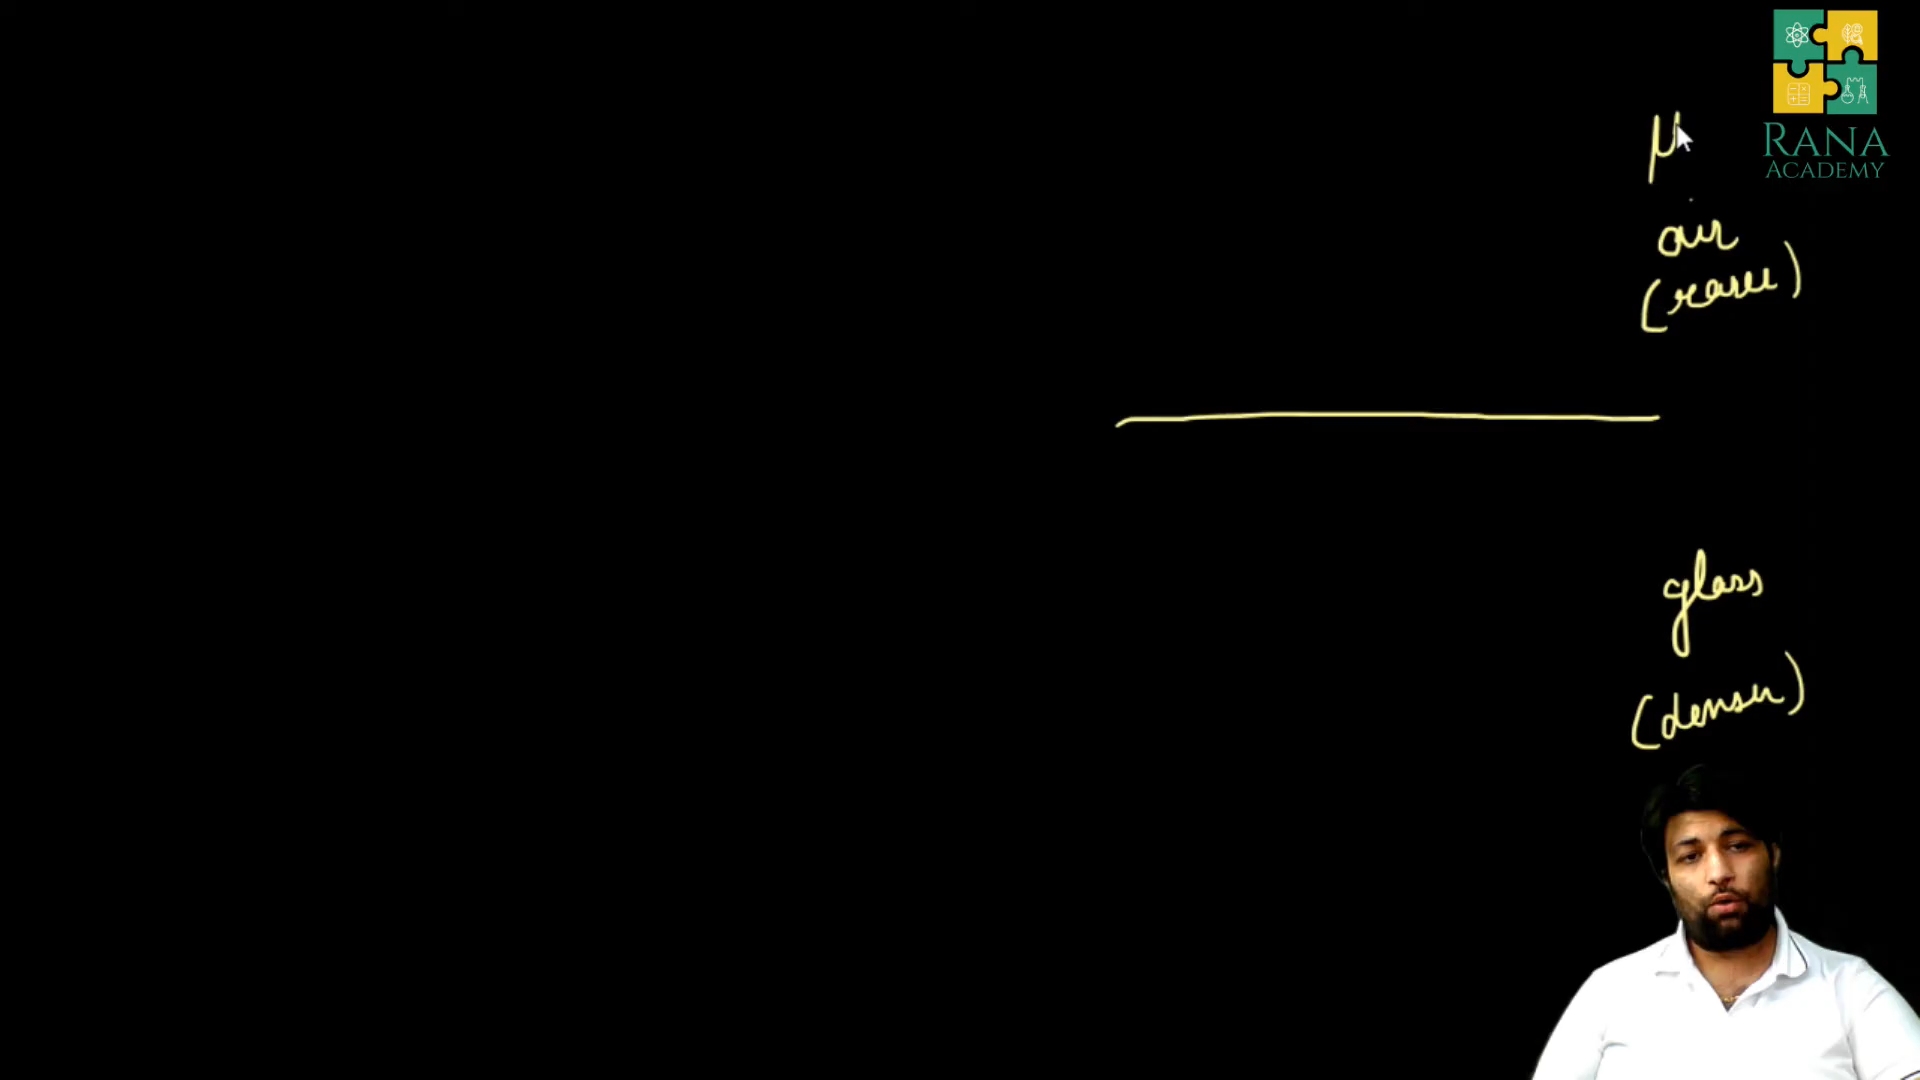 RANA
ACADEMY
μ
air
(rarer)
glass
(denser)